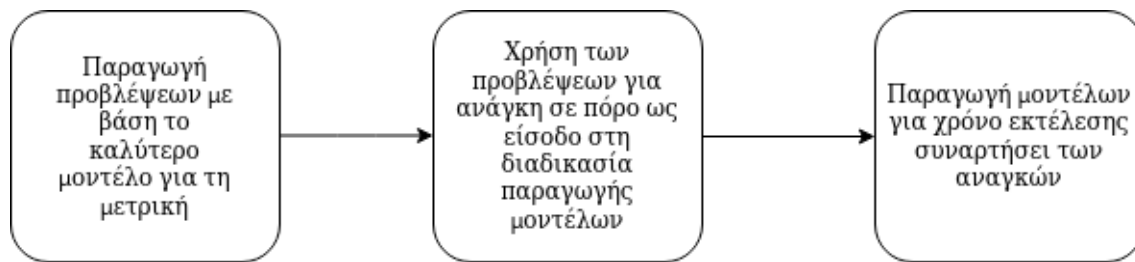 Παραγωγή
προβλέψεων με
βάση το
καλύτερο
μοντέλο για τη
μετρική
Χρήση των
προβλέψεων για
ανάγκη σε πόρο ως
είσοδο στη
διαδικασία
παραγωγής
μοντέλων
Παραγωγή μοντέλων
για χρόνο εκτέλεσης
συναρτήσει των
αναγκών